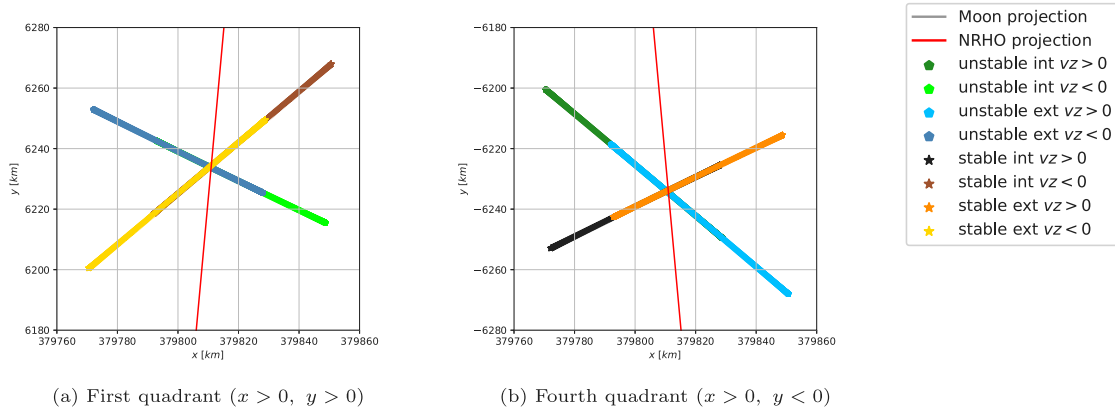 6280
6260
6240
6220
6200
6180
379760 379780 379800 379820 379840 379860
x [km]
y [km]
(a) First quadrant (x > 0, y > 0)
−6180
−6200
−6220
−6240
−6260
−6280
379760 379780 379800 379820 379840 379860
x [km]
y [km]
(b) Fourth quadrant (x > 0, y < 0)
Moon projection
NRHO projection
unstable int vz > 0
unstable int vz < 0
unstable ext vz > 0
unstable ext vz < 0
stable int vz > 0
stable int vz < 0
stable ext vz > 0
stable ext vz < 0